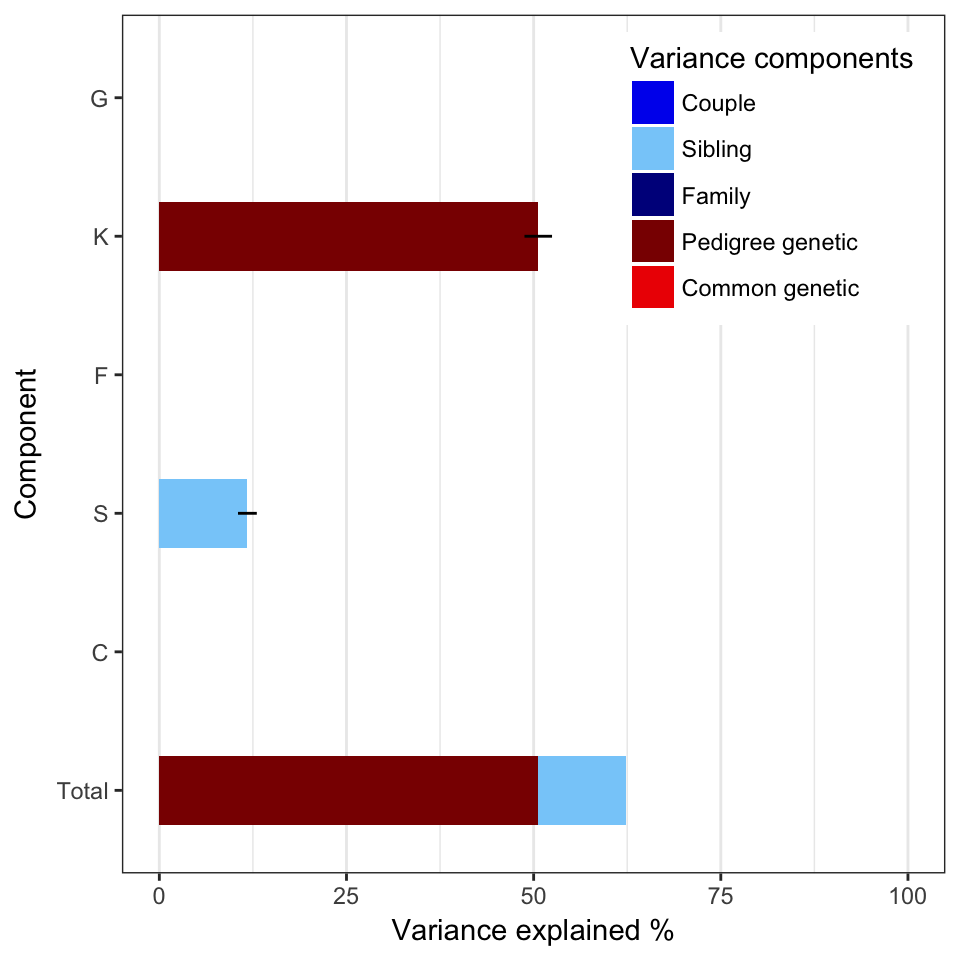 Variance components
Couple
Sibling
Family
Pedigree genetic
Common genetic
Component
G
K
F
S
C
Total
0 25 50 75 100
Variance explained %